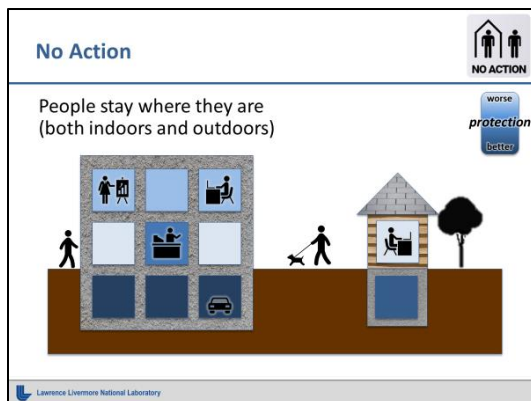 No Action
NO ACTION
People stay where they are
(both indoors and outdoors)
worse
protection
better
Lawrence Livermore National Laboratory